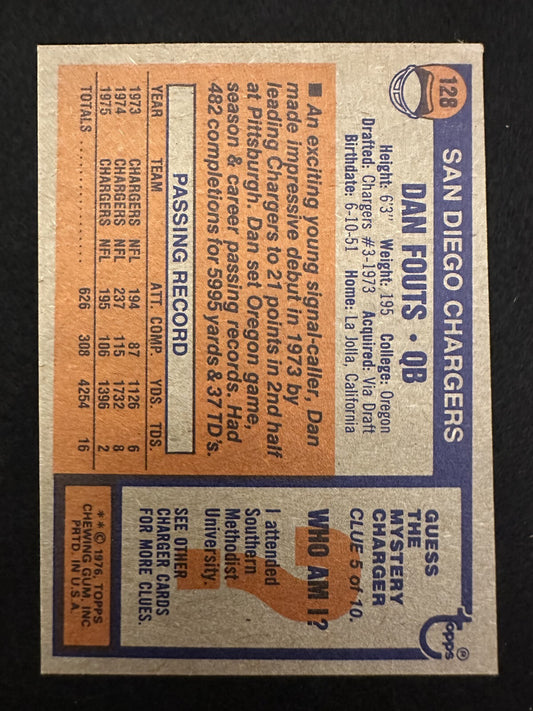 128
SAN DIEGO CHARGERS
DAN FOUTS • QB
Height: 6'3" Weight: 195 College: Oregon
Drafted: Chargers #3-1973 Acquired: Via Draft
Birthdate: 6-10-51 Home: La Jolla, California
■ An exciting young signal-caller, Dan
made impressive debut in 1973 by
leading Chargers to 21 points in 2nd half
at Pittsburgh. Dan set Oregon game,
season & career passing records. Had
482 completions for 5995 yards & 37 TD's.
PASSING RECORD
YEAR TEAM ATT. COMP. YDS. TDS.
1973 CHARGERS NFL 194 87 1126 6
1974 CHARGERS NFL 237 115 1732 8
1975 CHARGERS NFL 195 106 1396 2
TOTALS .............. 626 308 4254 16
topps®
GUESS
THE
MYSTERY
CHARGER
CLUE 5 of 10.
WHO AM I?
I attended
Southern
Methodist
University.
SEE OTHER
CHARGER CARDS
FOR MORE CLUES.
**© 1976, TOPPS
CHEWING GUM, INC
PRTD. IN U.S.A.